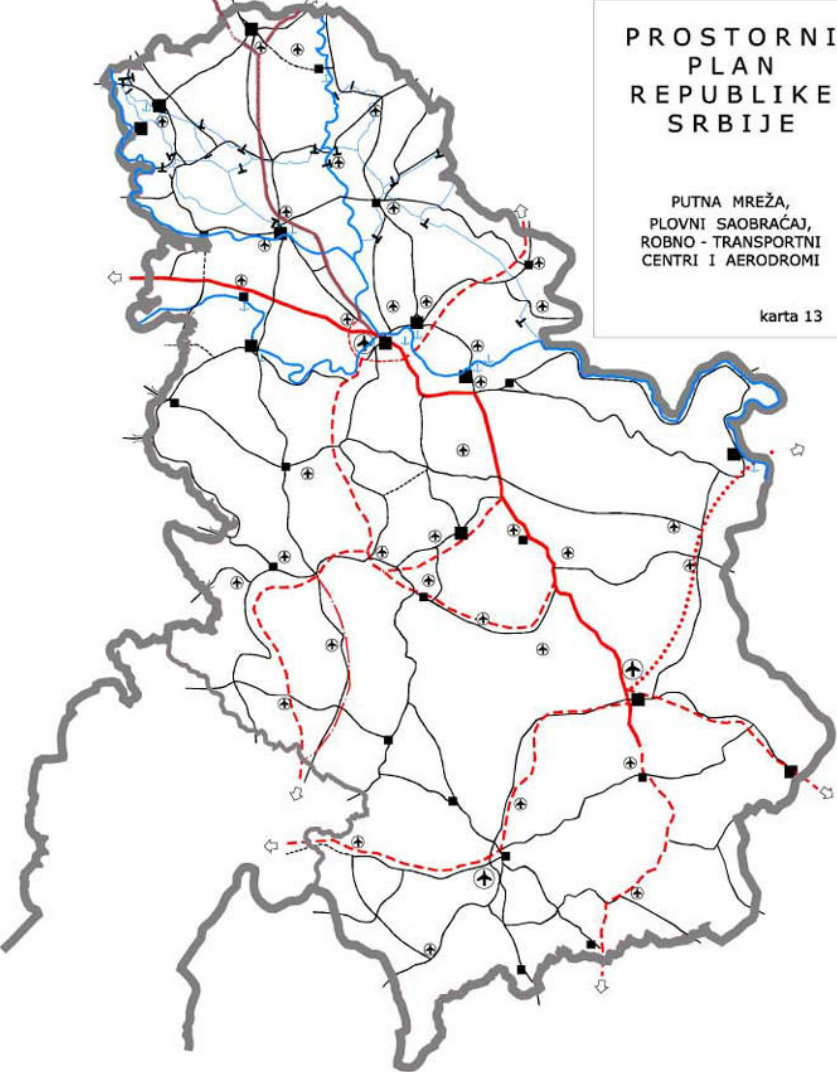 PROSTORNI
PLAN
REPUBLIKE
SRBIJE
PUTNA MREŽA,
PLOVNI SAOBRAĆAJ,
ROBNO - TRANSPORTNI
CENTRI I AERODROMI
karta 13